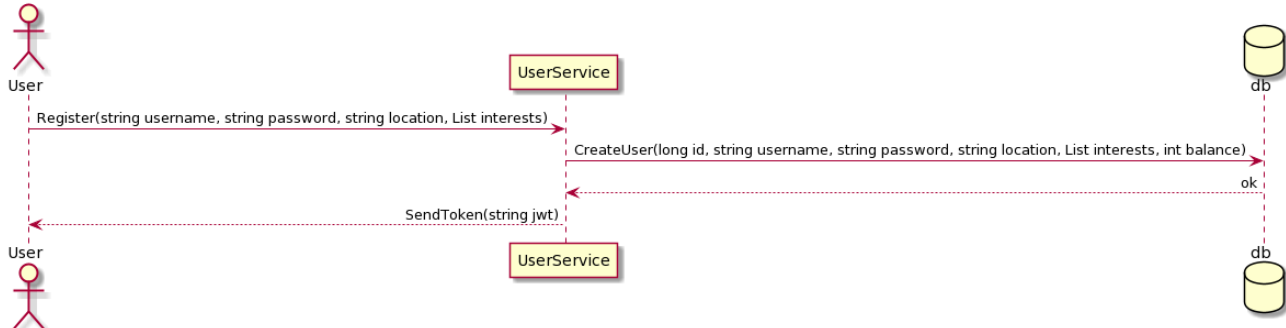 User
UserService
db
Register(string username, string password, string location, List interests)
CreateUser(long id, string username, string password, string location, List interests, int balance)
ok
SendToken(string jwt)
User
UserService
db